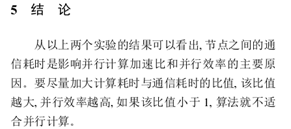 5 结 论
从以上两个实验的结果可以看出,节点之间的通
信耗时是影响并行计算加速比和并行效率的主要原
因。要尽量加大计算耗时与通信耗时的比值,该比值
越大,并行效率越高,如果该比值小于1,算法就不适
合并行计算。